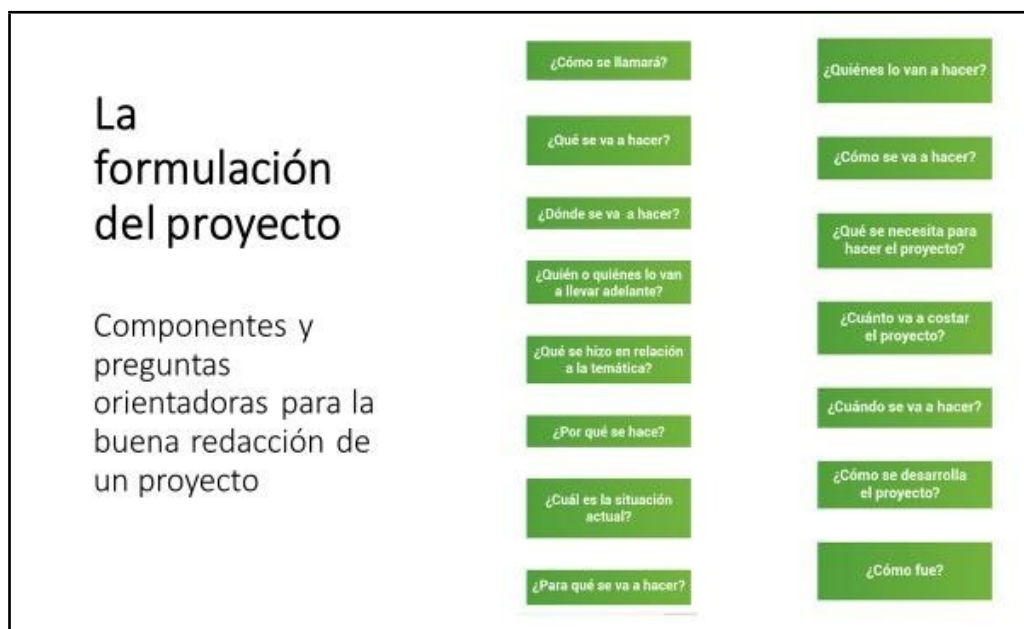 La
formulación
del proyecto
Componentes y
preguntas
orientadoras para la
buena redacción de
un proyecto
¿Cómo se llamará?
¿Qué se va a hacer?
¿Dónde se va a hacer?
¿Quién o quiénes lo van
a llevar adelante?
¿Qué se hizo en relación
a la temática?
¿Por qué se hace?
¿Cuál es la situación
actual?
¿Para qué se va a hacer?
¿Quiénes lo van a hacer?
¿Cómo se va a hacer?
¿Qué se necesita para
hacer el proyecto?
¿Cuánto va a costar
el proyecto?
¿Cuándo se va a hacer?
¿Cómo se desarrolla
el proyecto?
¿Cómo fue?